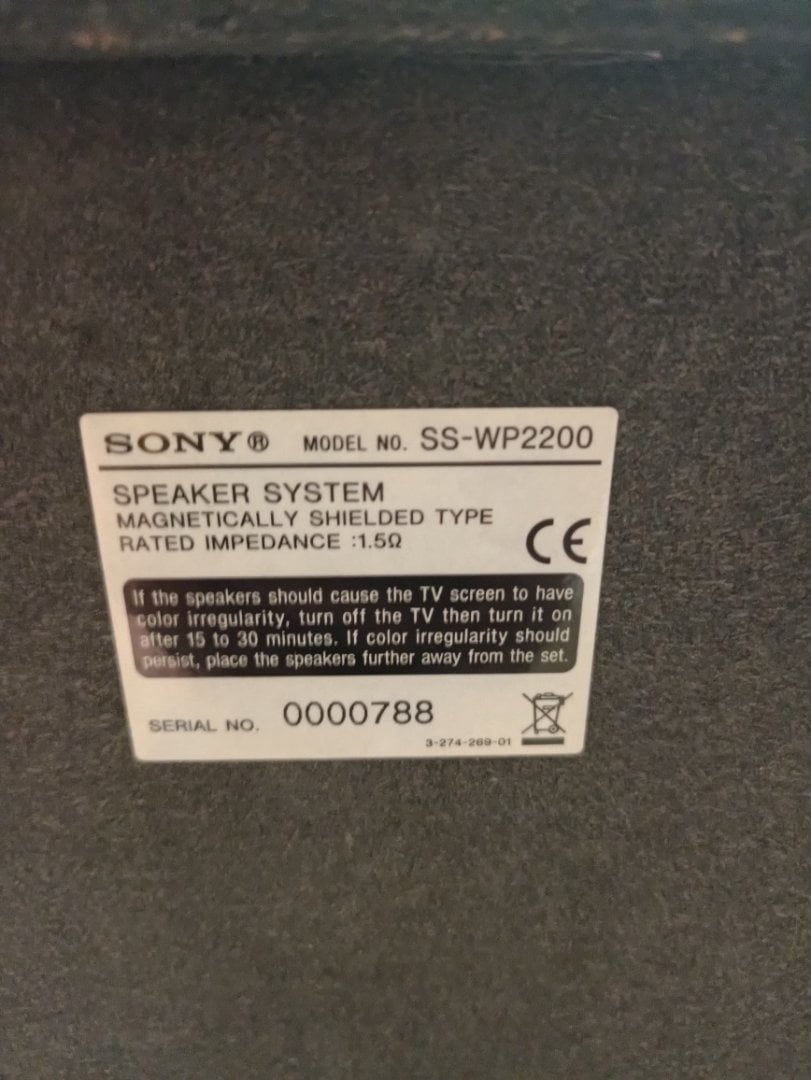 SONY® MODEL NO. SS-WP2200
SPEAKER SYSTEM
MAGNETICALLY SHIELDED TYPE
RATED IMPEDANCE :1.5Ω
CE
If the speakers should cause the TV screen to have
color irregularity, turn off the TV then turn it on
after 15 to 30 minutes. If color irregularity should
persist, place the speakers further away from the set.
SERIAL NO. 0000788
3-274-269-01